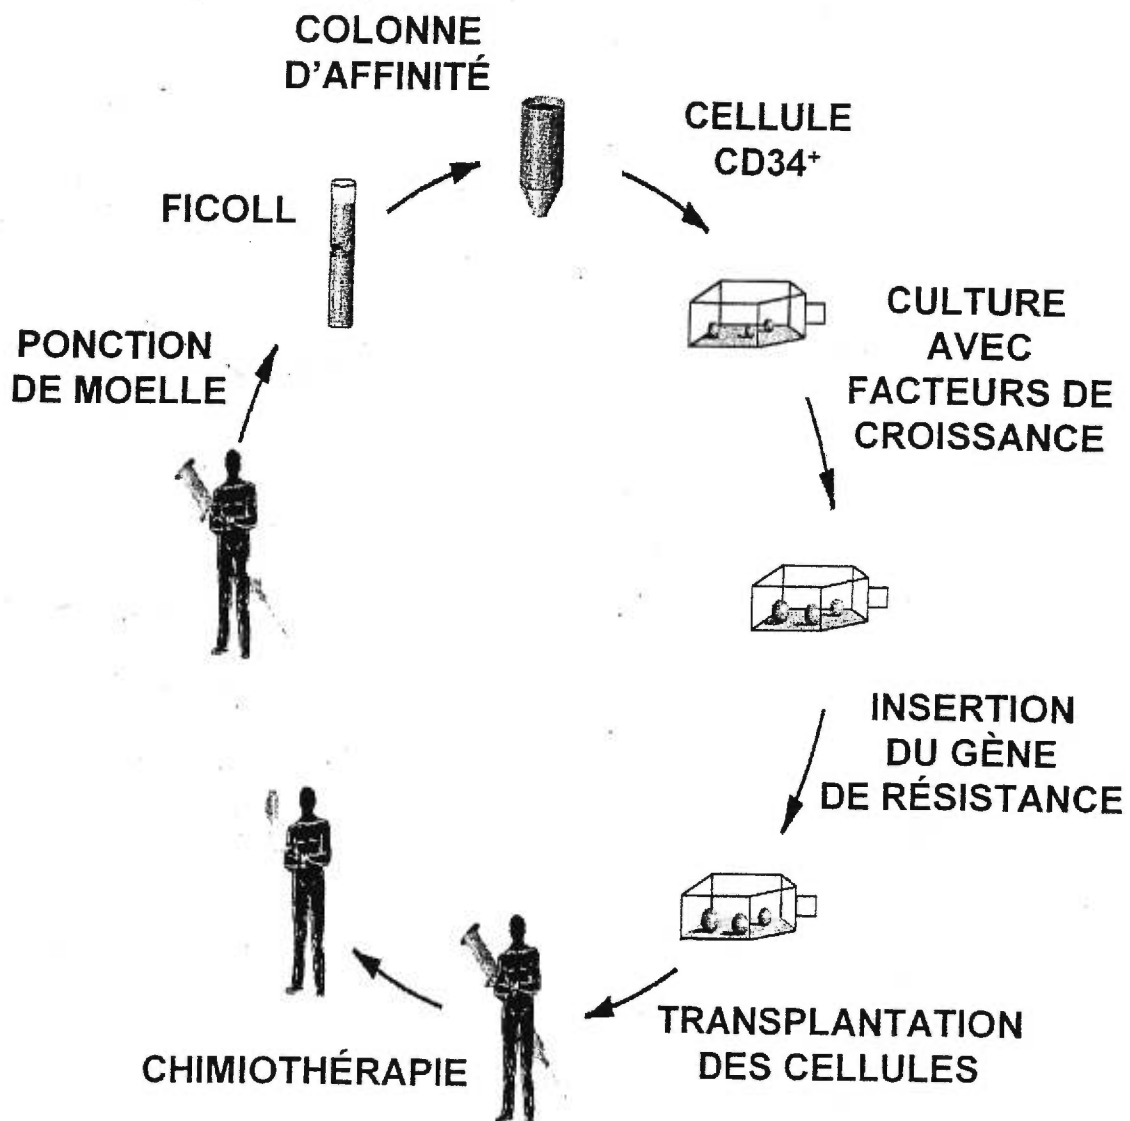 COLONNE
D'AFFINITÉ
CELLULE
CD34⁺
FICOLL
PONCTION
DE MOELLE
CULTURE
AVEC
FACTEURS DE
CROISSANCE
INSERTION
DU GÈNE
DE RÉSISTANCE
TRANSPLANTATION
DES CELLULES
CHIMIOTHÉRAPIE